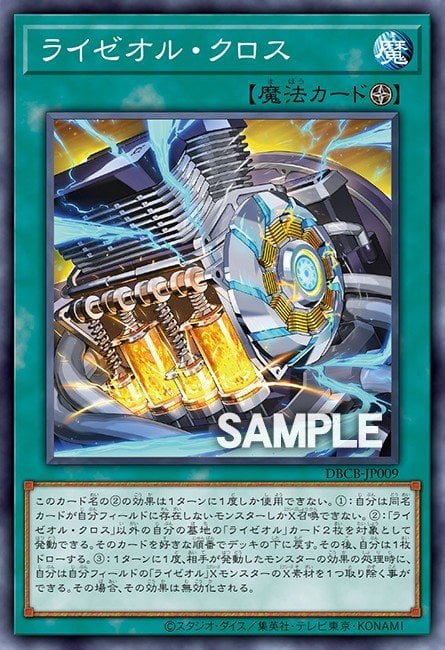 ライゼオル・クロス
魔
【魔法カード】
SAMPLE
DBCB-JP009
このカード名の②の効果は1ターンに1度しか使用できない。①:自分は同名
カードが自分フィールドに存在しないモンスターしかX召喚できない。②:「ライ
ゼオル・クロス」以外の自分の墓地の「ライゼオル」カード2枚を対象として
発動できる。そのカードを好きな順番でデッキの下に戻す。その後、自分は1枚
ドローする。③:1ターンに1度、相手が発動したモンスターの効果の処理時に、
自分は自分フィールドの「ライゼオル」XモンスターのX素材を1つ取り除く事が
できる。その場合、その効果は無効化される。
©スタジオ・ダイス/集英社・テレビ東京・KONAMI